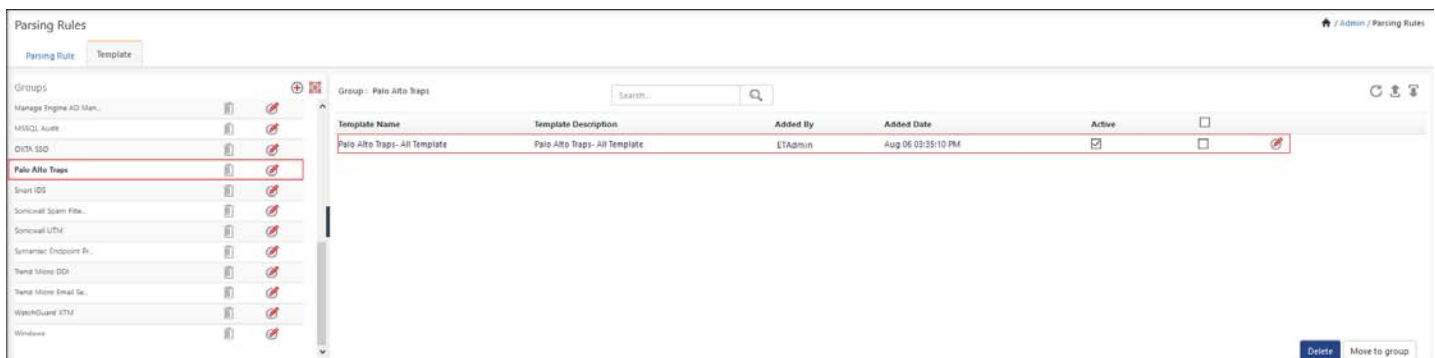 Parsing Rules
/ Admin / Parsing Rules
Parsing Rule
Template
Groups
Group : Palo Alto Traps
Search...
Manage Engine AD Man...
MSSQL Audit
OKTA SSO
Palo Alto Traps
Snort IDS
Sonicwall Spam Filte...
Sonicwall UTM
Symantec Endpoint Pr...
Trend Micro DDI
Trend Micro Email Se...
WatchGuard XTM
Windows
Template Name Template Description Added By Added Date Active
Palo Alto Traps- All Template Palo Alto Traps- All Template ETAdmin Aug 06 03:35:10 PM
Delete Move to group